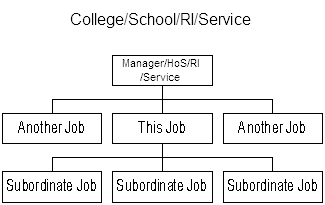 College/School/RI/Service
Manager/HoS/RI
/Service
Another Job
This Job
Another Job
Subordinate Job
Subordinate Job
Subordinate Job